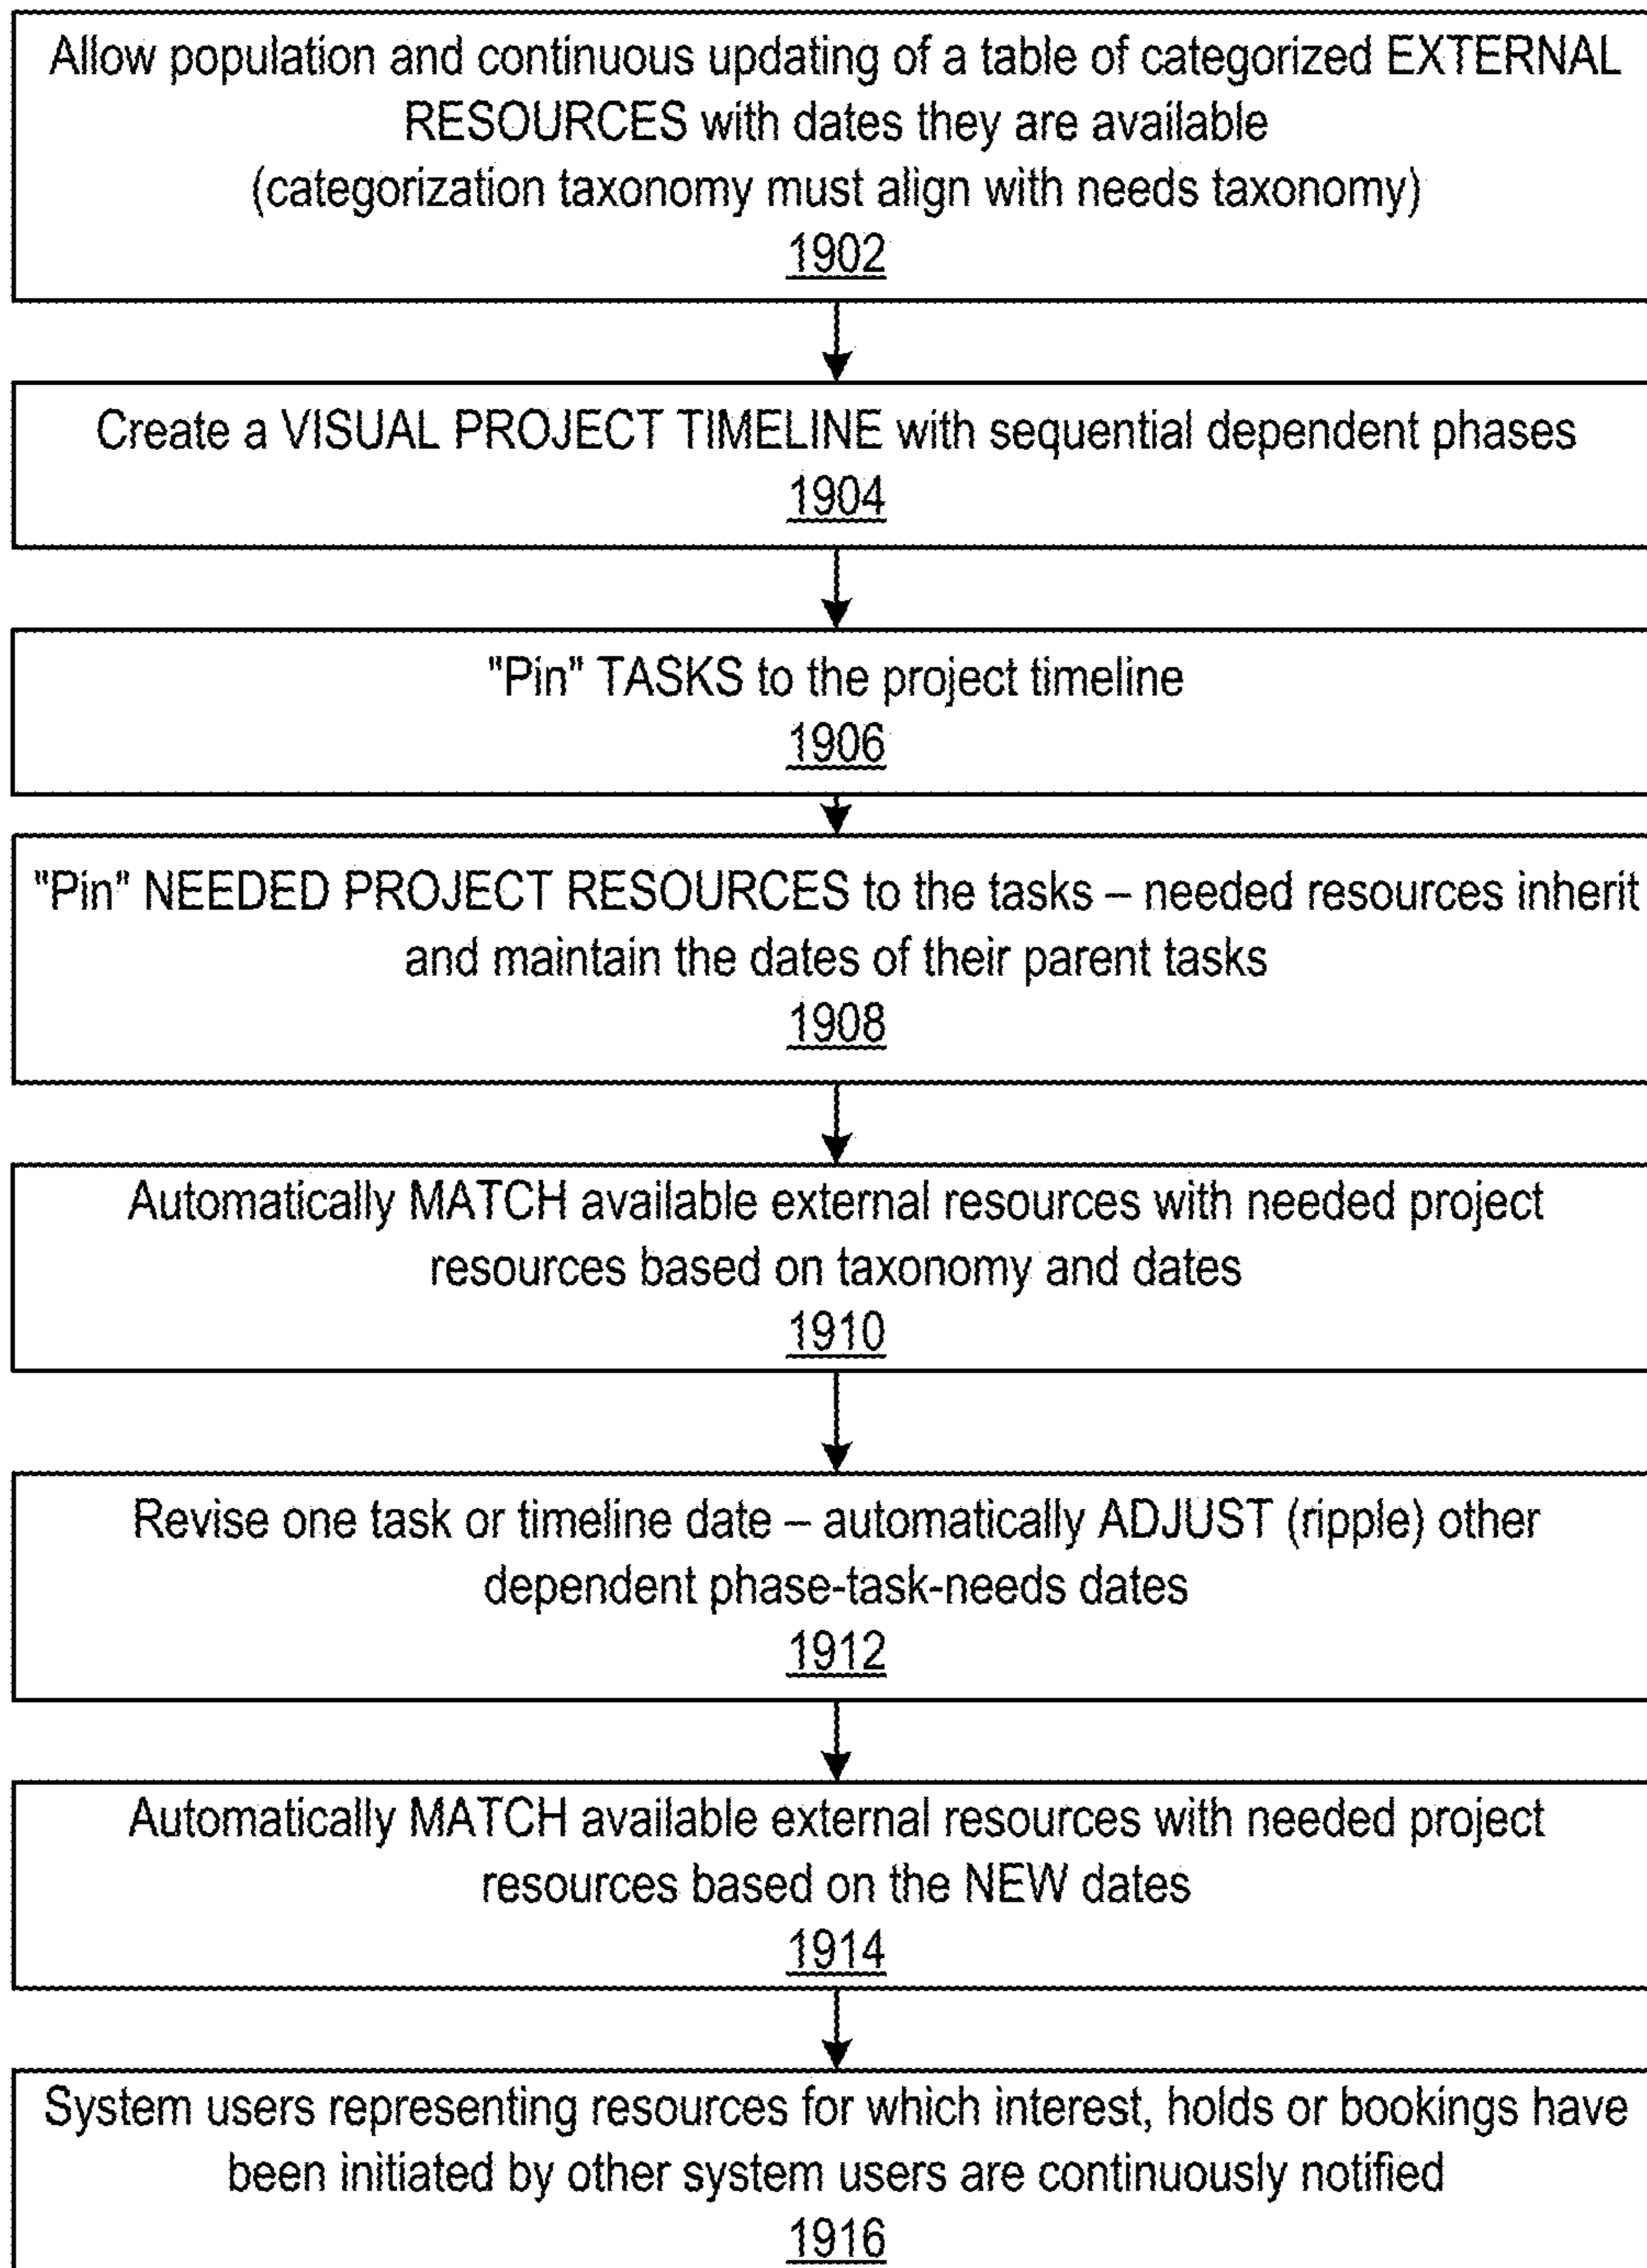 Allow population and continuous updating of a table of categorized EXTERNAL
RESOURCES with dates they are available
(categorization taxonomy must align with needs taxonomy)
1902
Create a VISUAL PROJECT TIMELINE with sequential dependent phases
1904
"Pin" TASKS to the project timeline
1906
"Pin" NEEDED PROJECT RESOURCES to the tasks – needed resources inherit
and maintain the dates of their parent tasks
1908
Automatically MATCH available external resources with needed project
resources based on taxonomy and dates
1910
Revise one task or timeline date – automatically ADJUST (ripple) other
dependent phase-task-needs dates
1912
Automatically MATCH available external resources with needed project
resources based on the NEW dates
1914
System users representing resources for which interest, holds or bookings have
been initiated by other system users are continuously notified
1916